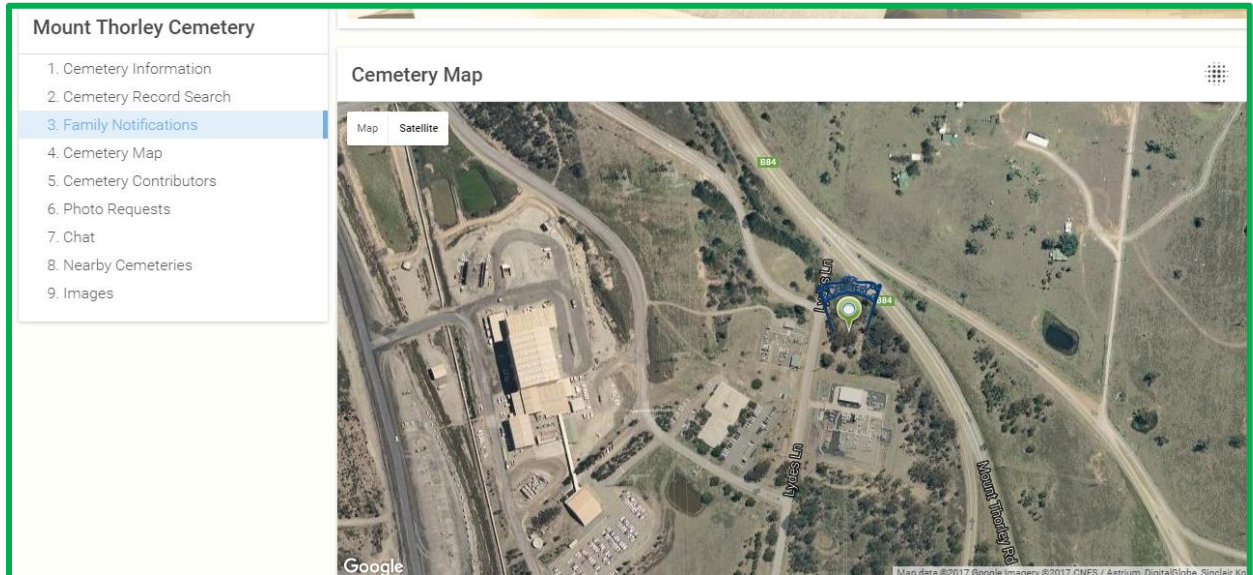 Mount Thorley Cemetery
1. Cemetery Information
2. Cemetery Record Search
3. Family Notifications
4. Cemetery Map
5. Cemetery Contributors
6. Photo Requests
7. Chat
8. Nearby Cemeteries
9. Images
Cemetery Map
Map Satellite
B84
Lydes Ln
CEMETERY
B84
Lydes Ln
Mount Thorley Rd
Google
Map data ©2017 Google Imagery ©2017 CNES / Astrium, DigitalGlobe, Sinclair Kn